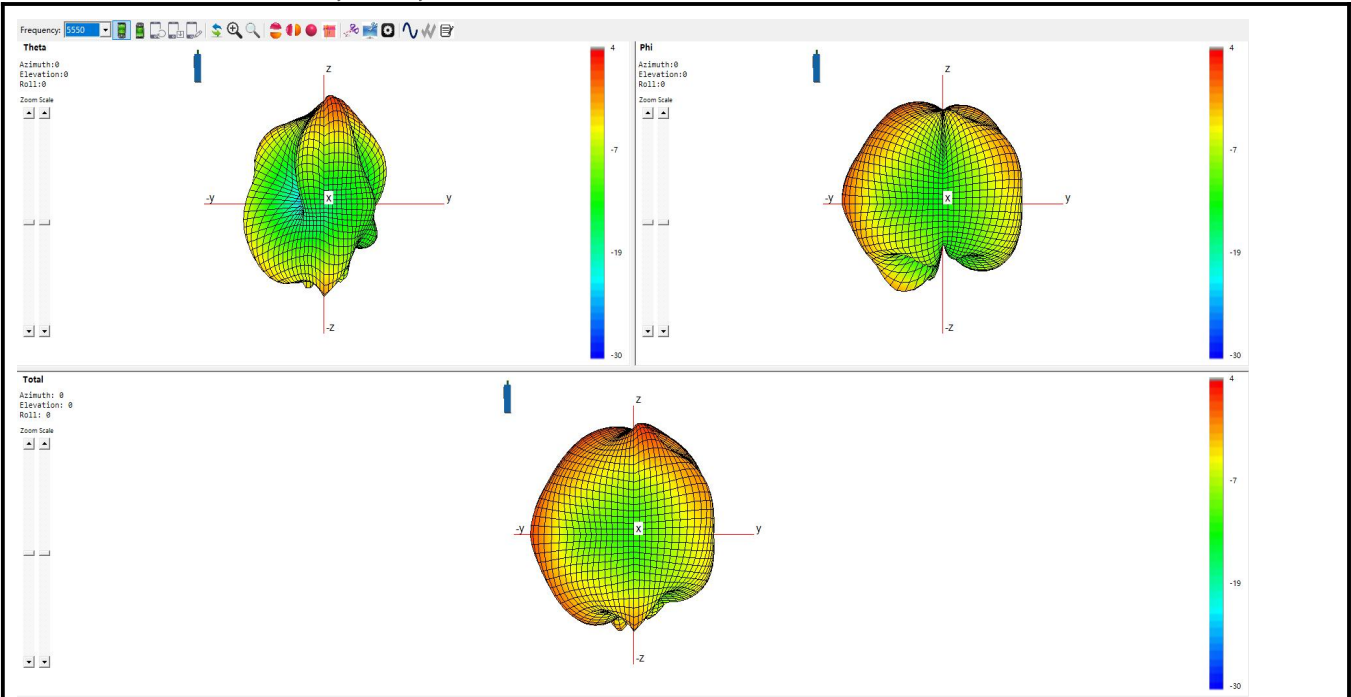 Frequency: 5550
Theta
Azimuth:0
Elevation:0
Roll:0
Zoom Scale
z
-y
x
y
-z
4
-7
-19
-30
Phi
Azimuth:0
Elevation:0
Roll:0
Zoom Scale
z
-y
x
y
-z
4
-7
-19
-30
Total
Azimuth: 0
Elevation: 0
Roll: 0
Zoom Scale
z
-y
x
y
-z
4
-7
-19
-30